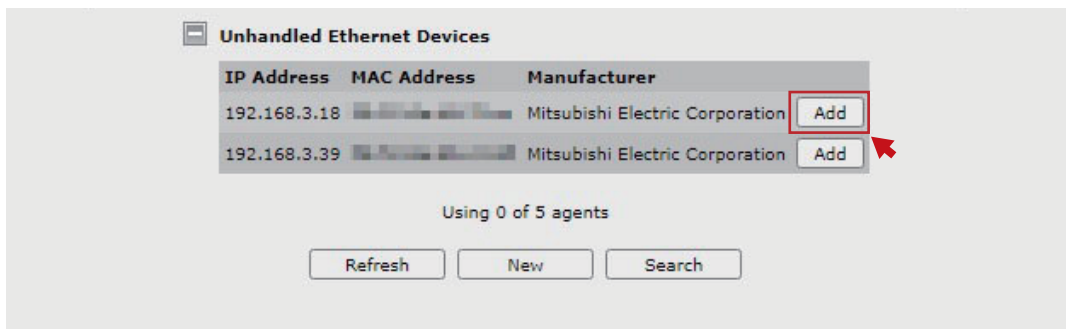 Unhandled Ethernet Devices
IP Address MAC Address Manufacturer
192.168.3.18 Mitsubishi Electric Corporation Add
192.168.3.39 Mitsubishi Electric Corporation Add
Using 0 of 5 agents
Refresh New Search